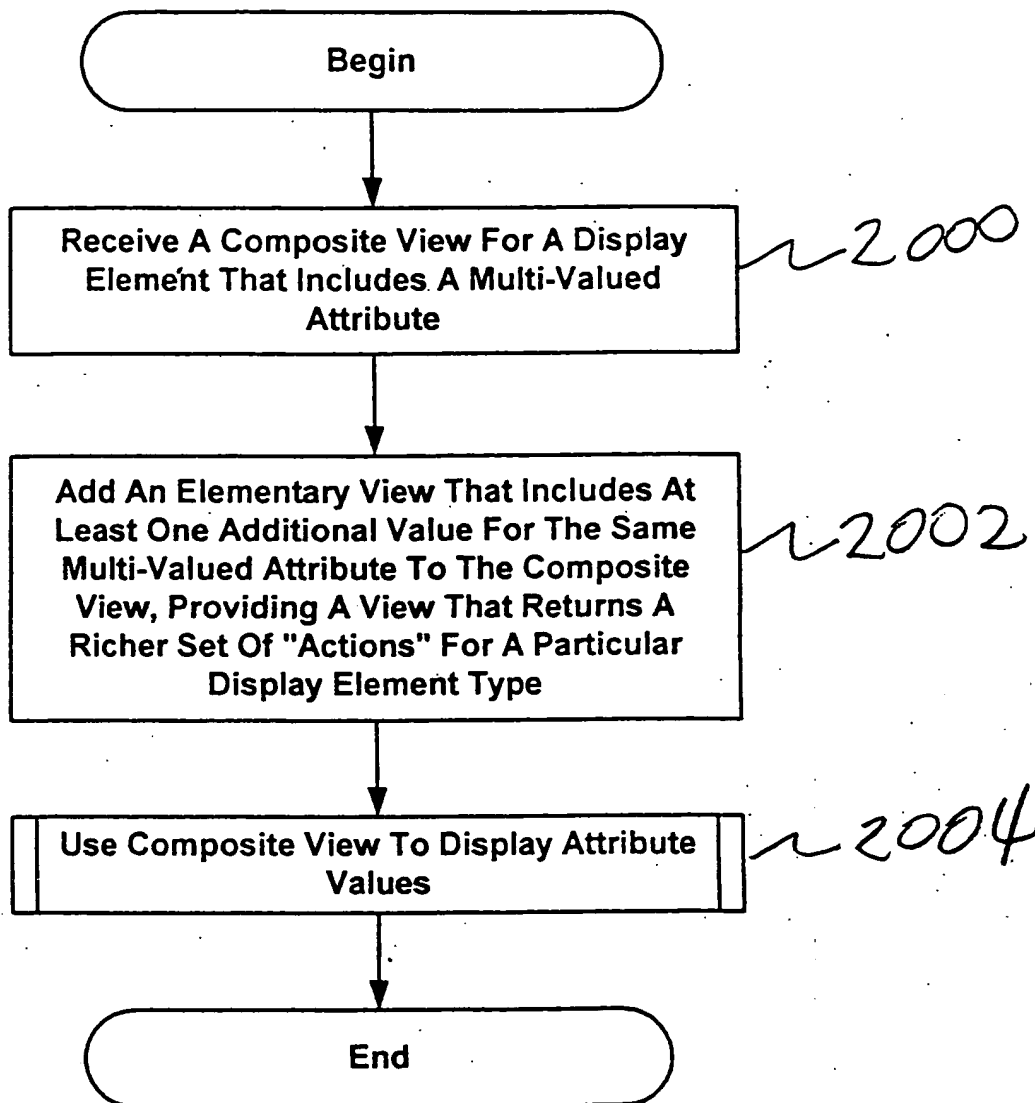 Begin
Receive A Composite View For A Display
Element That Includes A Multi-Valued
Attribute
2000
Add An Elementary View That Includes At
Least One Additional Value For The Same
Multi-Valued Attribute To The Composite
View, Providing A View That Returns A
Richer Set Of "Actions" For A Particular
Display Element Type
2002
Use Composite View To Display Attribute
Values
2004
End